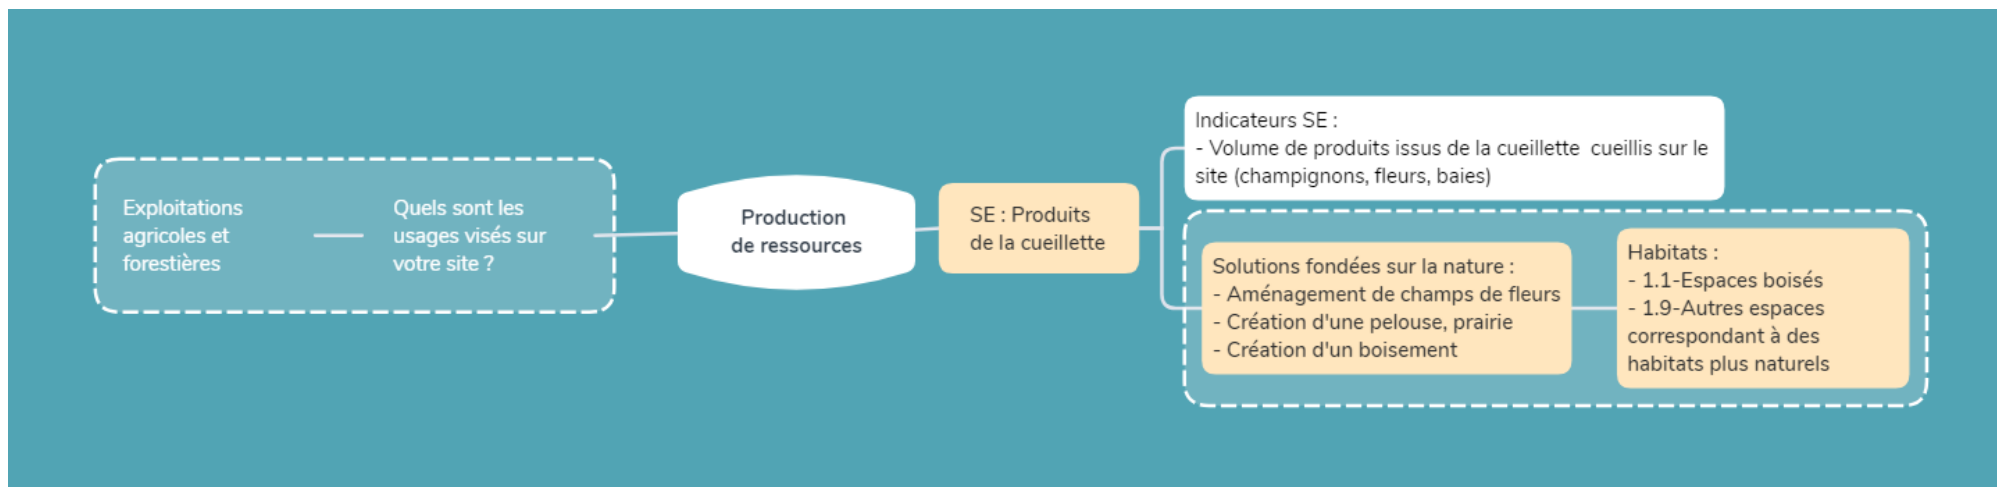 Exploitations
agricoles et
forestières
Quels sont les
usages visés sur
votre site ?
Production
de ressources
SE : Produits
de la cueillette
Indicateurs SE :
- Volume de produits issus de la cueillette  cueillis sur le
site (champignons, fleurs, baies)
Solutions fondées sur la nature :
- Aménagement de champs de fleurs
- Création d'une pelouse, prairie
- Création d'un boisement
Habitats :
- 1.1-Espaces boisés
- 1.9-Autres espaces
correspondant à des
habitats plus naturels